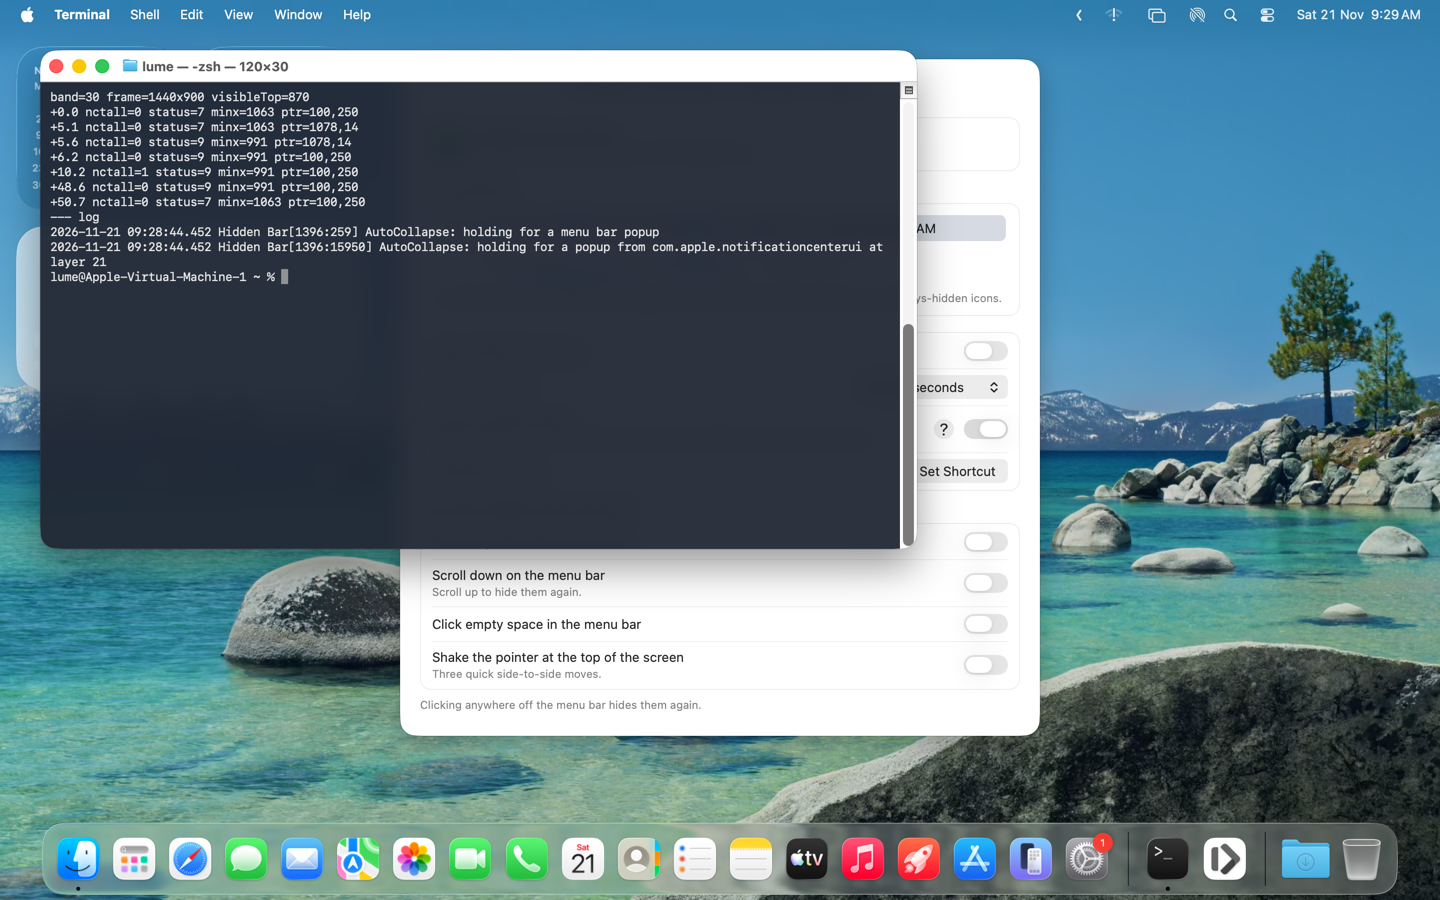 Terminal Shell Edit View Window Help
Sat 21 Nov 9:29 AM
lume — -zsh — 120×30
band=30 frame=1440x900 visibleTop=870
+0.0 nctall=0 status=7 minx=1063 ptr=100,250
+5.1 nctall=0 status=7 minx=1063 ptr=1078,14
+5.6 nctall=0 status=9 minx=991 ptr=1078,14
+6.2 nctall=0 status=9 minx=991 ptr=100,250
+10.2 nctall=1 status=9 minx=991 ptr=100,250
+48.6 nctall=0 status=9 minx=991 ptr=100,250
+50.7 nctall=0 status=7 minx=1063 ptr=100,250
--- log
2026-11-21 09:28:44.452 Hidden Bar[1396:259] AutoCollapse: holding for a menu bar popup
2026-11-21 09:28:44.452 Hidden Bar[1396:15950] AutoCollapse: holding for a popup from com.apple.notificationcenterui at
layer 21
lume@Apple-Virtual-Machine-1 ~ %
AM
ys-hidden icons.
seconds
?
Set Shortcut
Scroll down on the menu bar
Scroll up to hide them again.
Click empty space in the menu bar
Shake the pointer at the top of the screen
Three quick side-to-side moves.
Clicking anywhere off the menu bar hides them again.
Sat
21
tv
1